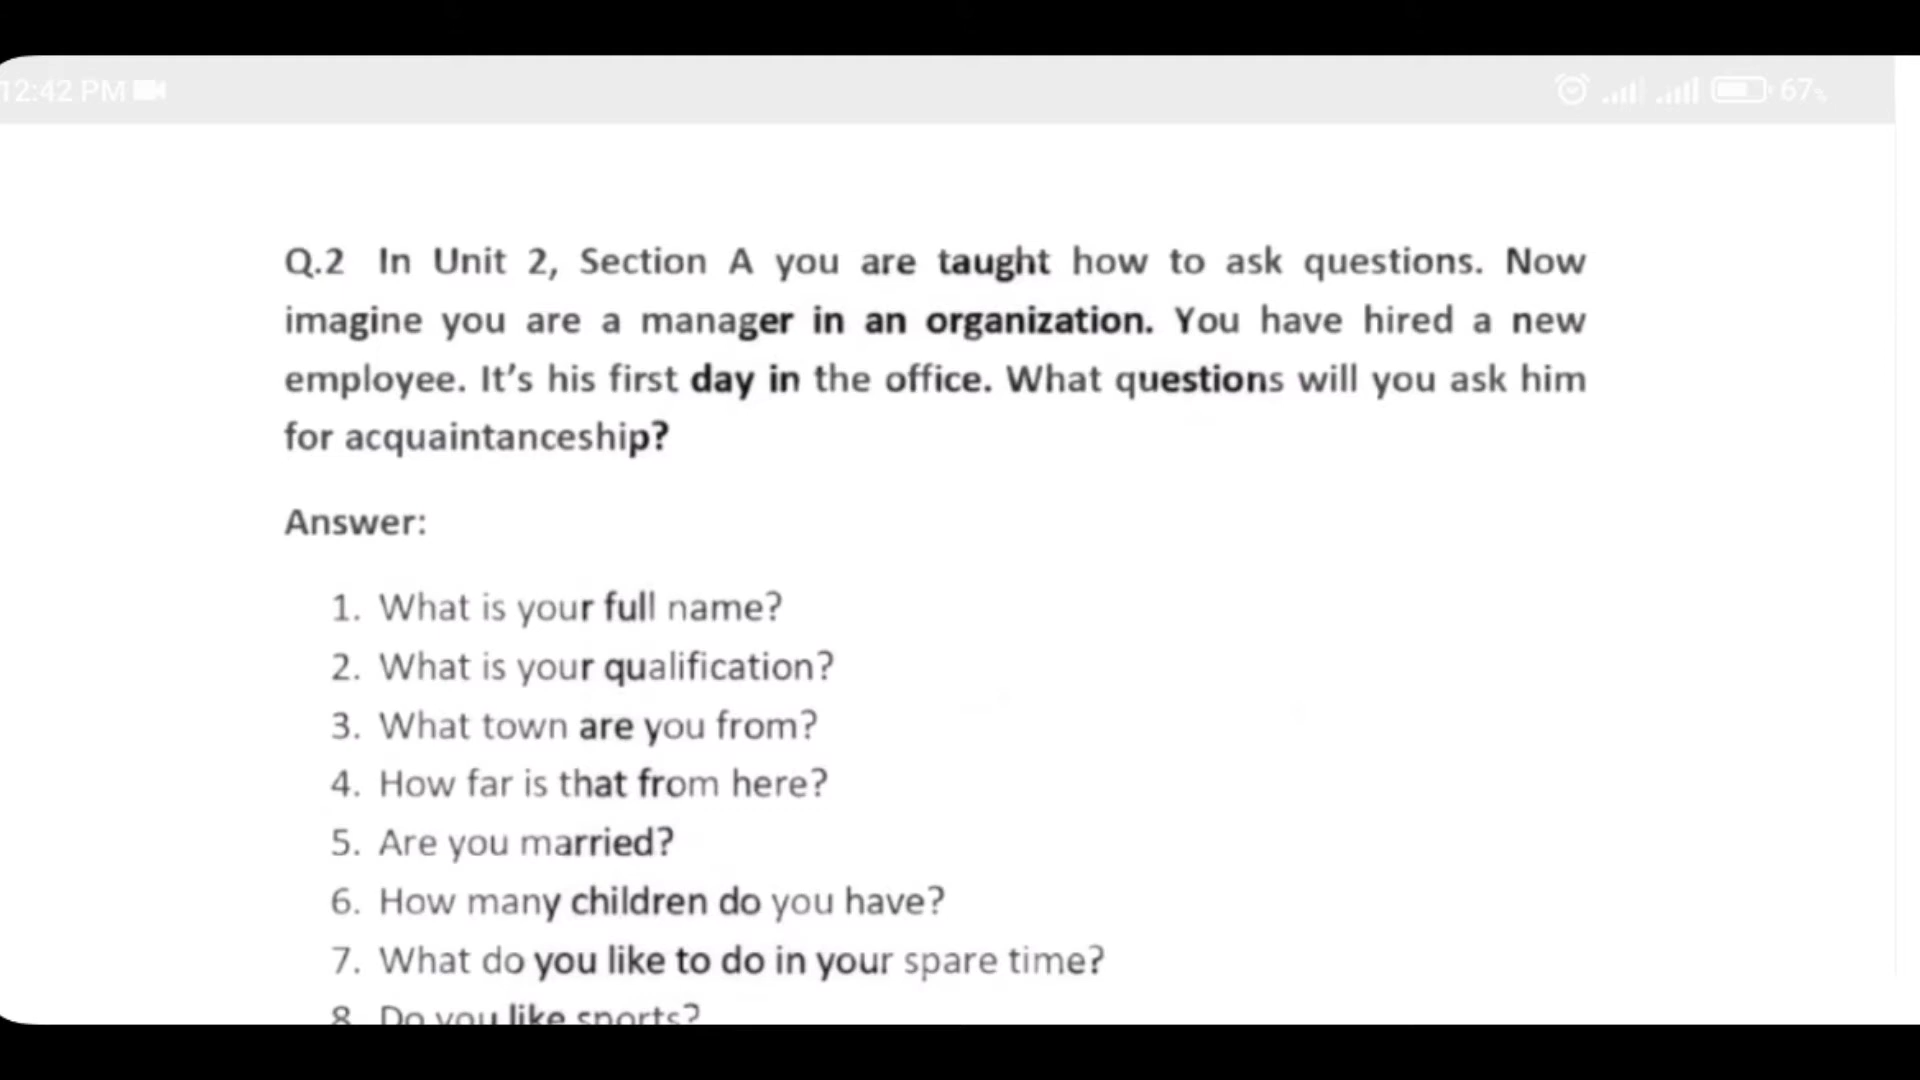 12:42 PM
67%
Q.2 In Unit 2, Section A you are taught how to ask questions. Now
imagine you are a manager in an organization. You have hired a new
employee. It’s his first day in the office. What questions will you ask him
for acquaintanceship?
Answer:
1. What is your full name?
2. What is your qualification?
3. What town are you from?
4. How far is that from here?
5. Are you married?
6. How many children do you have?
7. What do you like to do in your spare time?
8. Do you like sports?